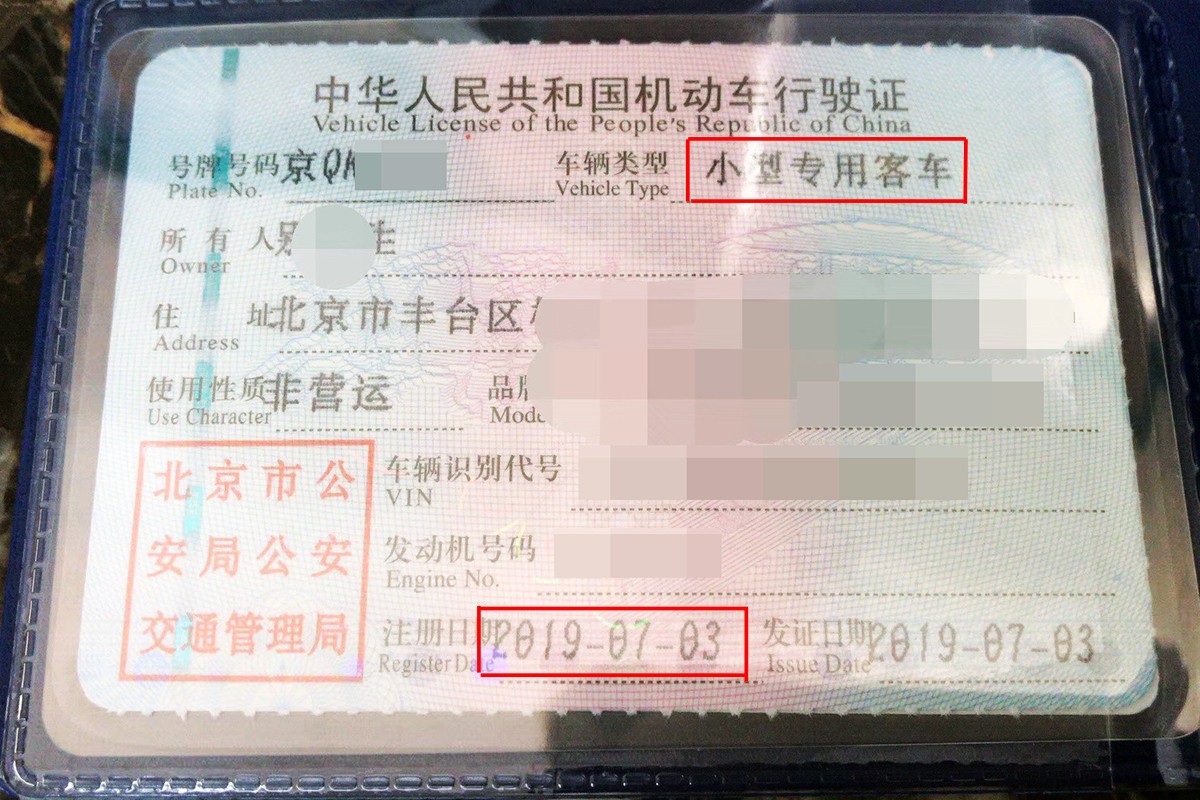 中华人民共和国机动车行驶证
Vehicle License of the People's Republic of China
号牌号码 京Q 车辆类型 小型专用客车
Plate No. Vehicle Type
所有人
Owner
住址 北京市丰台区
Address
使用性质 非营运 品
Use Character Mod
车辆识别代号
VIN
发动机号码
Engine No.
注册日期 2019-07-03 发证日期 2019-07-03
Register Date Issue Date
北京市公
安局公安
交通管理局